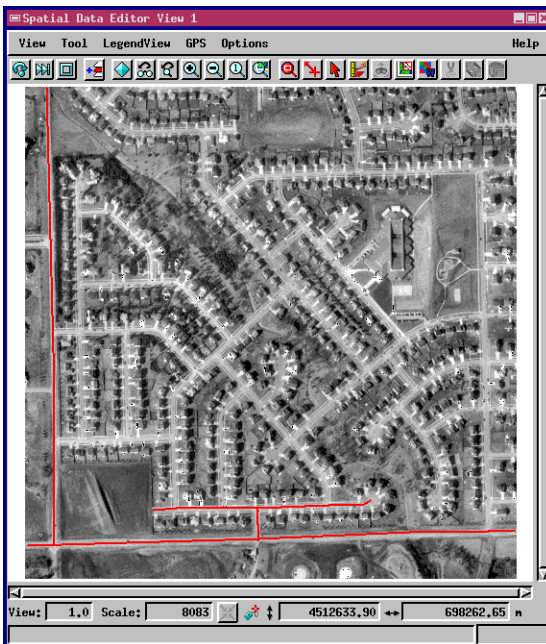 Spatial Data Editor View 1
View Tool LegendView GPS Options Help
View: 1.0 Scale: 8083 4512633.90 698262.65 m